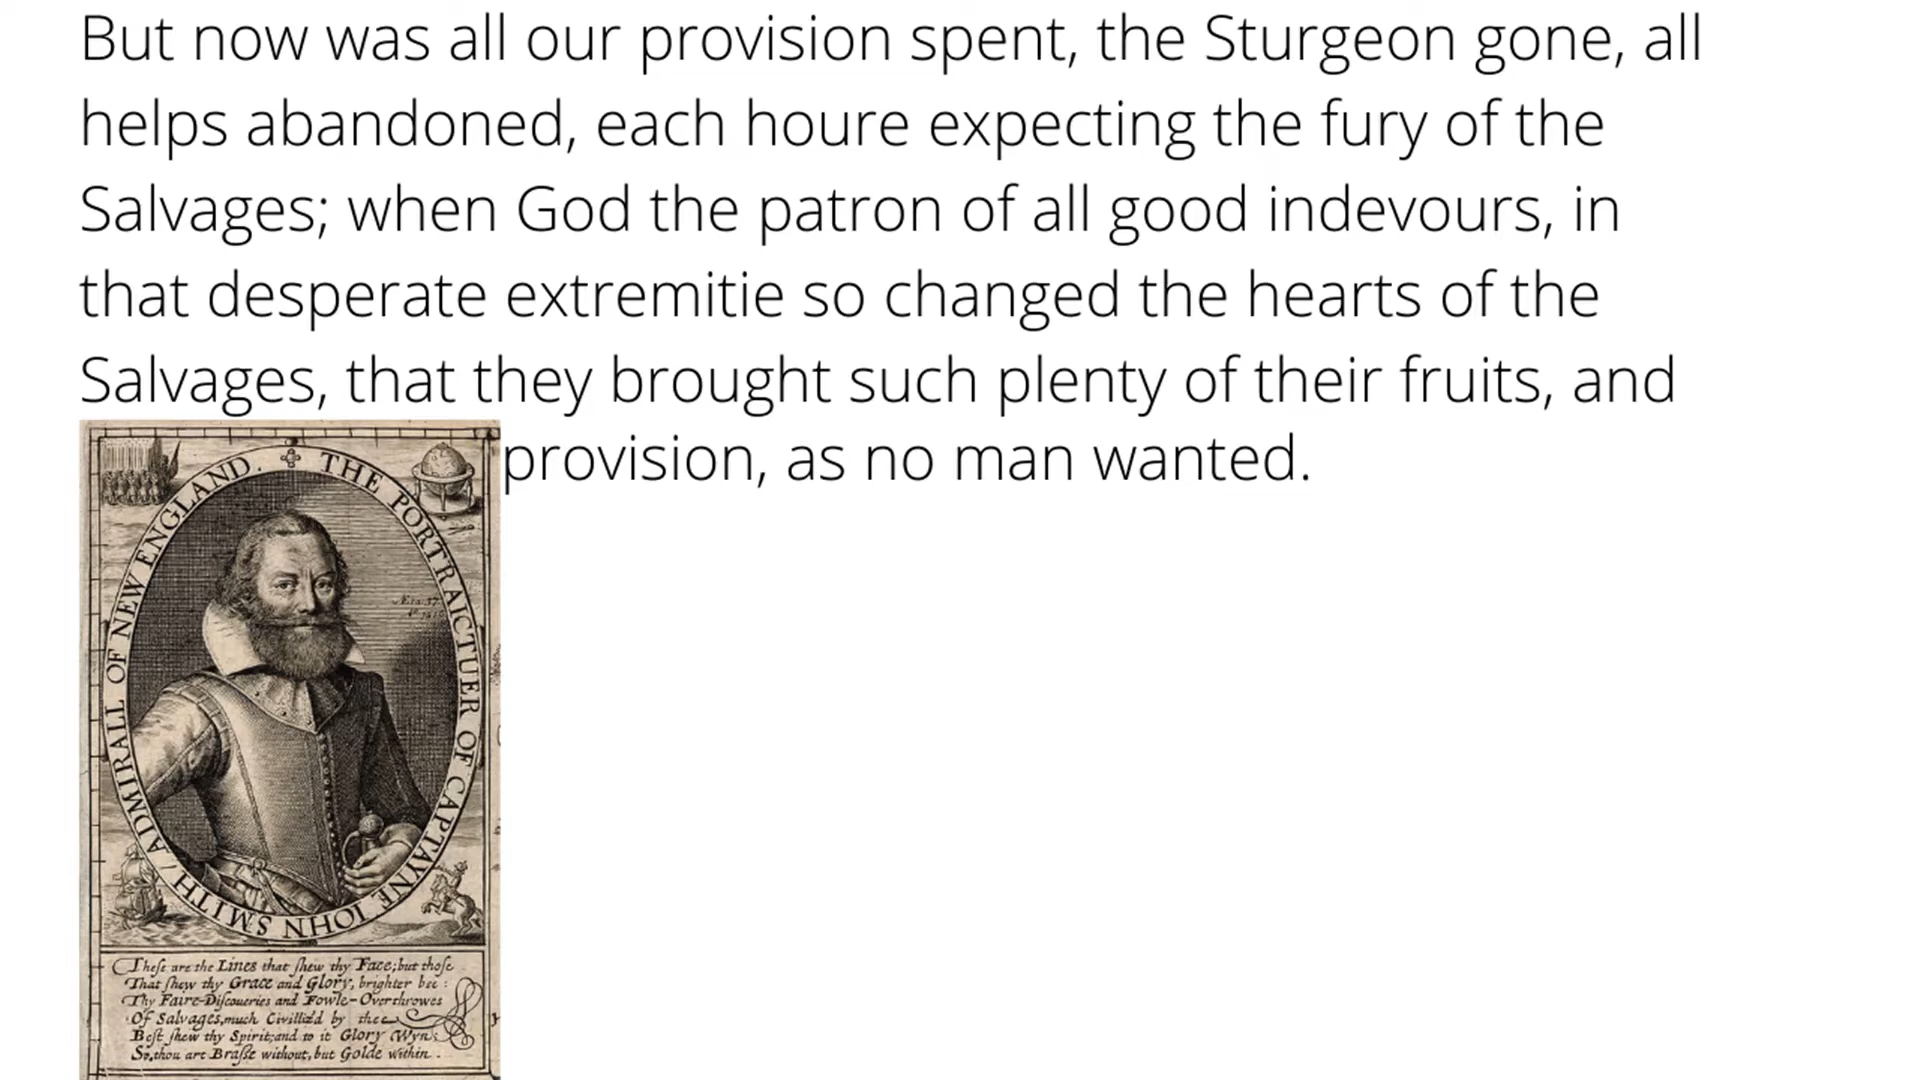 But now was all our provision spent, the Sturgeon gone, all
helps abandoned, each houre expecting the fury of the
Salvages; when God the patron of all good indevours, in
that desperate extremitie so changed the hearts of the
Salvages, that they brought such plenty of their fruits, and
provision, as no man wanted.
THE PORTRAICTUER OF CAPTAYNE IOHN SMITH / ADMIRALL OF NEW ENGLAND.
Theſe are the Lines that ſhew thy Face; but thoſe
That ſhew thy Grace and Glory, brighter bee :
Thy Faire-Diſcoueries and Fowle-Overthrowes
Of Salvages, much Civilliz'd by thee
Beſt ſhew thy Spirit; and to it Glory Wyn;
So, thou art Braſse without, but Golde within .